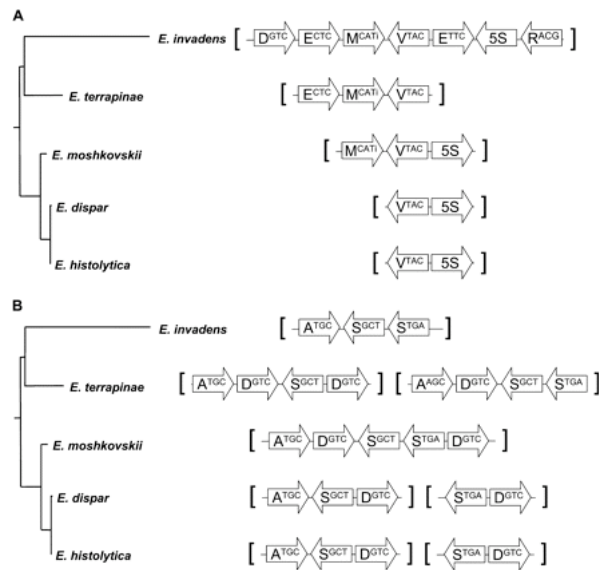 A
E. invadens [ D^GTC E^CTC M^CATi V^TAC E^TTC 5S R^ACG ]
E. terrapinae [ E^CTC M^CATi V^TAC ]
E. moshkovskii [ M^CATi V^TAC 5S ]
E. dispar [ V^TAC 5S ]
E. histolytica [ V^TAC 5S ]
B
E. invadens [ A^TGC S^GCT S^TGA ]
E. terrapinae [ A^TGC D^GTC S^GCT D^GTC ] [ A^AGC D^GTC S^GCT S^TGA ]
E. moshkovskii [ A^TGC D^GTC S^GCT S^TGA D^GTC ]
E. dispar [ A^TGC S^GCT D^GTC ] [ S^TGA D^GTC ]
E. histolytica [ A^TGC S^GCT D^GTC ] [ S^TGA D^GTC ]